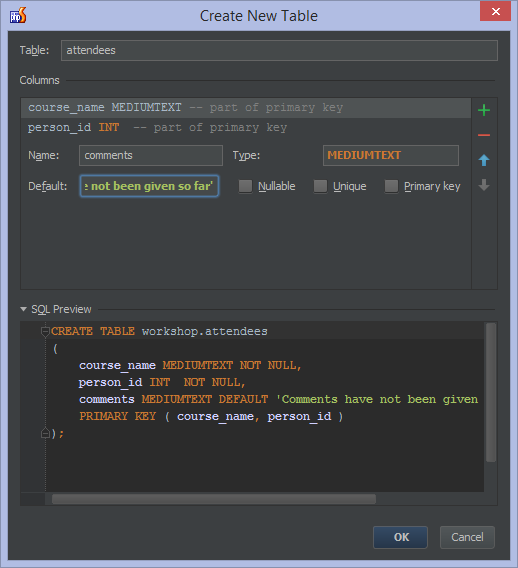 php
Create New Table
Table: attendees
Columns
course_name MEDIUMTEXT -- part of primary key
person_id INT -- part of primary key
Name: comments Type: MEDIUMTEXT
Default: not been given so far' Nullable Unique Primary key
SQL Preview
CREATE TABLE workshop.attendees
(
course_name MEDIUMTEXT NOT NULL,
person_id INT NOT NULL,
comments MEDIUMTEXT DEFAULT 'Comments have not been given
PRIMARY KEY ( course_name, person_id )
);
OK Cancel